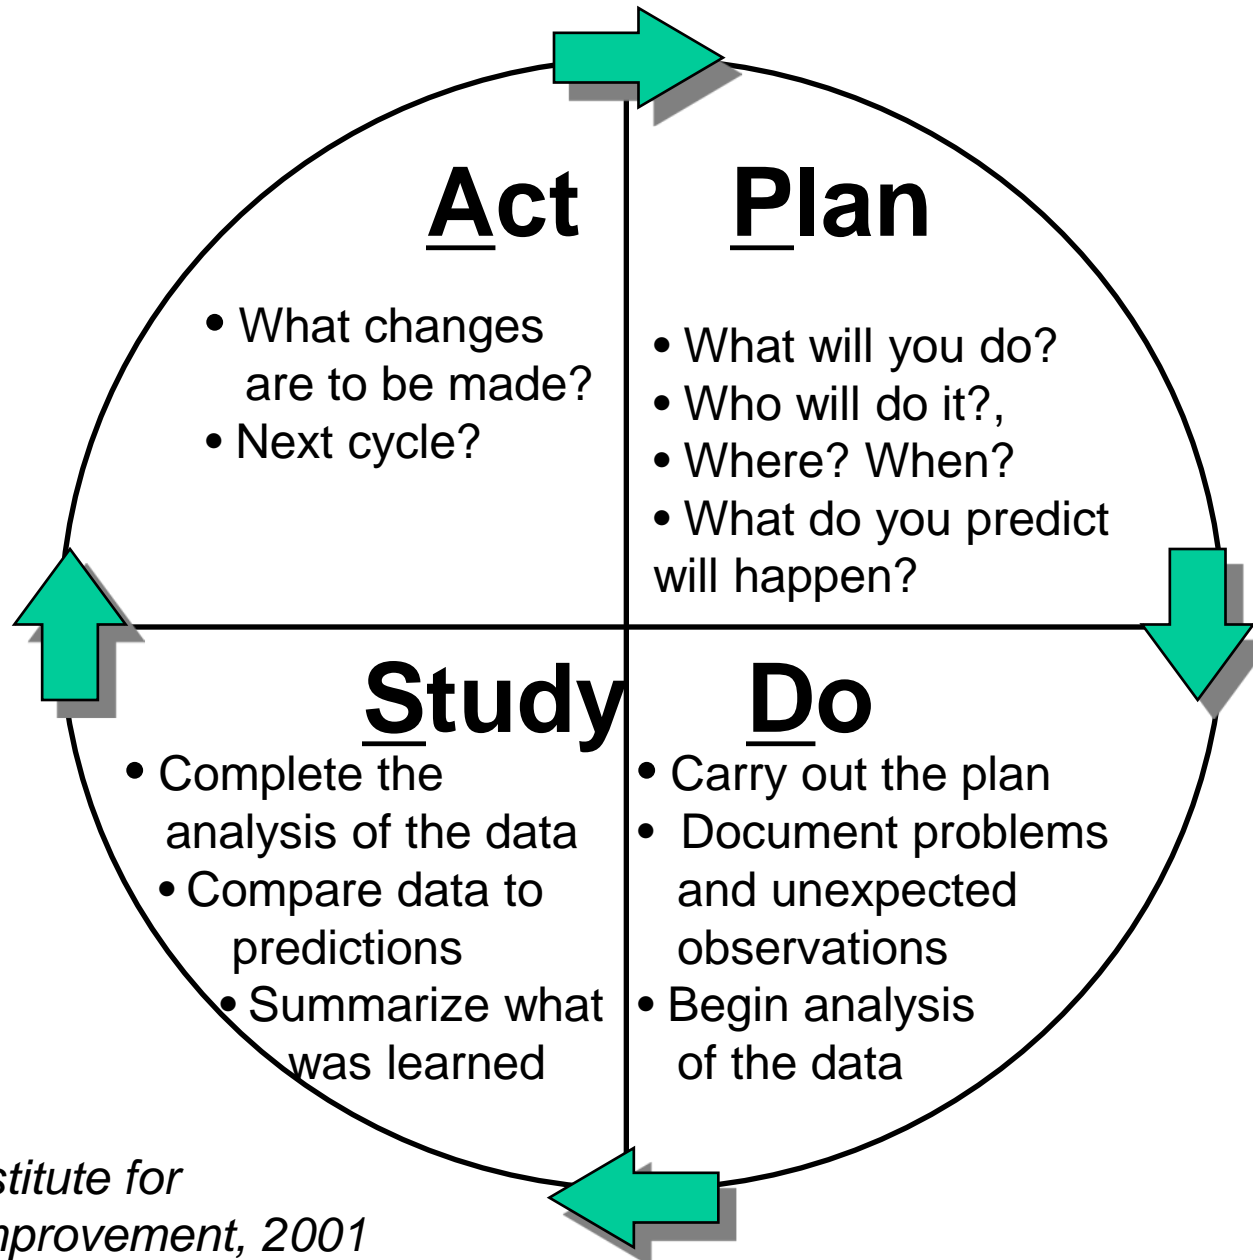 Act
• What changes
are to be made?
• Next cycle?
Plan
• What will you do?
• Who will do it?,
• Where? When?
• What do you predict
will happen?
Study
• Complete the
analysis of the data
• Compare data to
predictions
• Summarize what
was learned
Do
• Carry out the plan
• Document problems
and unexpected
observations
• Begin analysis
of the data
stitute for
provement, 2001